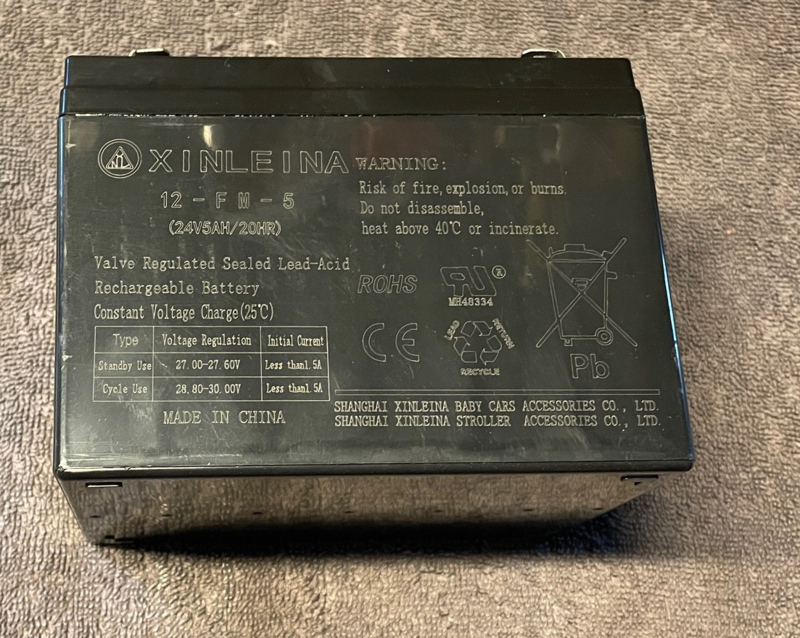 XINLEINA
12-FM-5
(24V5AH/20HR)
WARNING:
Risk of fire, explosion, or burns.
Do not disassemble,
heat above 40℃ or incinerate.
Valve Regulated Sealed Lead-Acid
Rechargeable Battery
Constant Voltage Charge(25℃)
Type Voltage Regulation Initial Current
Standby Use 27.00-27.60V Less than1.5A
Cycle Use 28.80-30.00V Less than1.5A
MADE IN CHINA
ROHS
®
MH48334
CE
LEAD RETURN
RECYCLE
Pb
SHANGHAI XINLEINA BABY CARS ACCESSORIES CO., LTD.
SHANGHAI XINLEINA STROLLER ACCESSORIES CO., LTD.